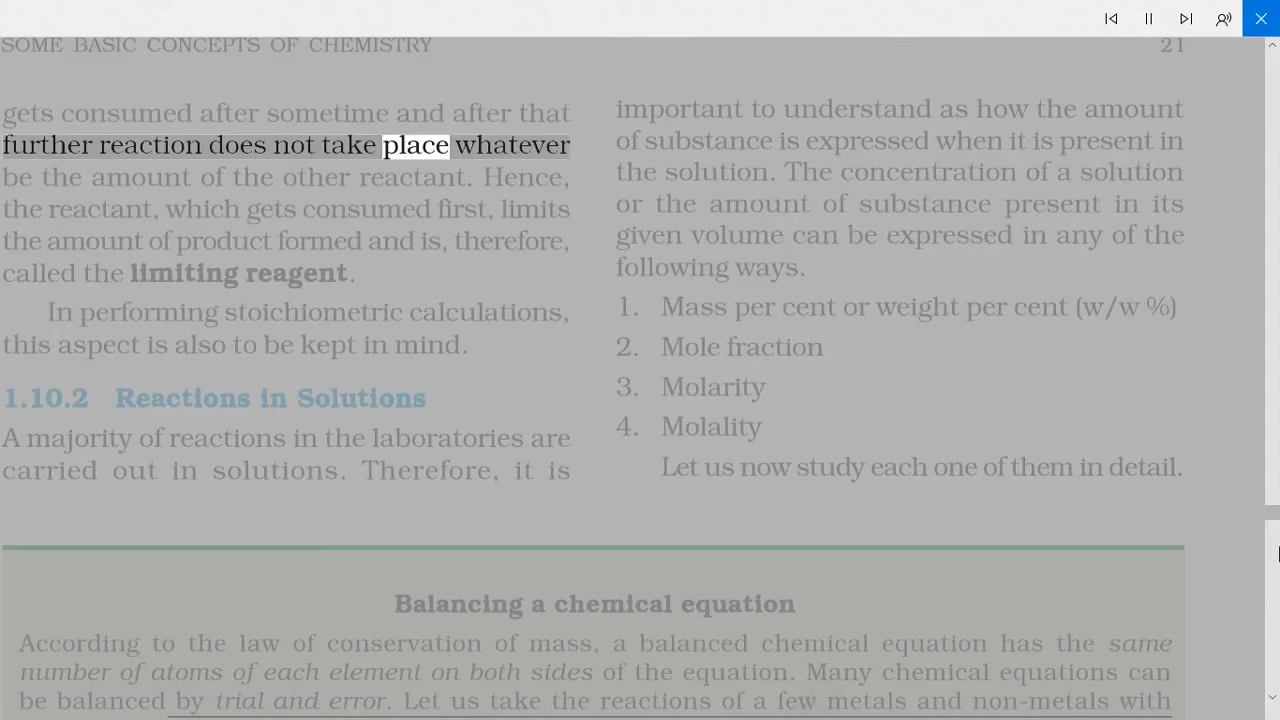 SOME BASIC CONCEPTS OF CHEMISTRY 21
gets consumed after sometime and after that
further reaction does not take place whatever
be the amount of the other reactant. Hence,
the reactant, which gets consumed first, limits
the amount of product formed and is, therefore,
called the limiting reagent.
In performing stoichiometric calculations,
this aspect is also to be kept in mind.
1.10.2 Reactions in Solutions
A majority of reactions in the laboratories are
carried out in solutions. Therefore, it is
important to understand as how the amount
of substance is expressed when it is present in
the solution. The concentration of a solution
or the amount of substance present in its
given volume can be expressed in any of the
following ways.
1. Mass per cent or weight per cent (w/w %)
2. Mole fraction
3. Molarity
4. Molality
Let us now study each one of them in detail.
Balancing a chemical equation
According to the law of conservation of mass, a balanced chemical equation has the same
number of atoms of each element on both sides of the equation. Many chemical equations can
be balanced by trial and error. Let us take the reactions of a few metals and non-metals with